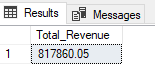 Results Messages
Total_Revenue
1 817860.05